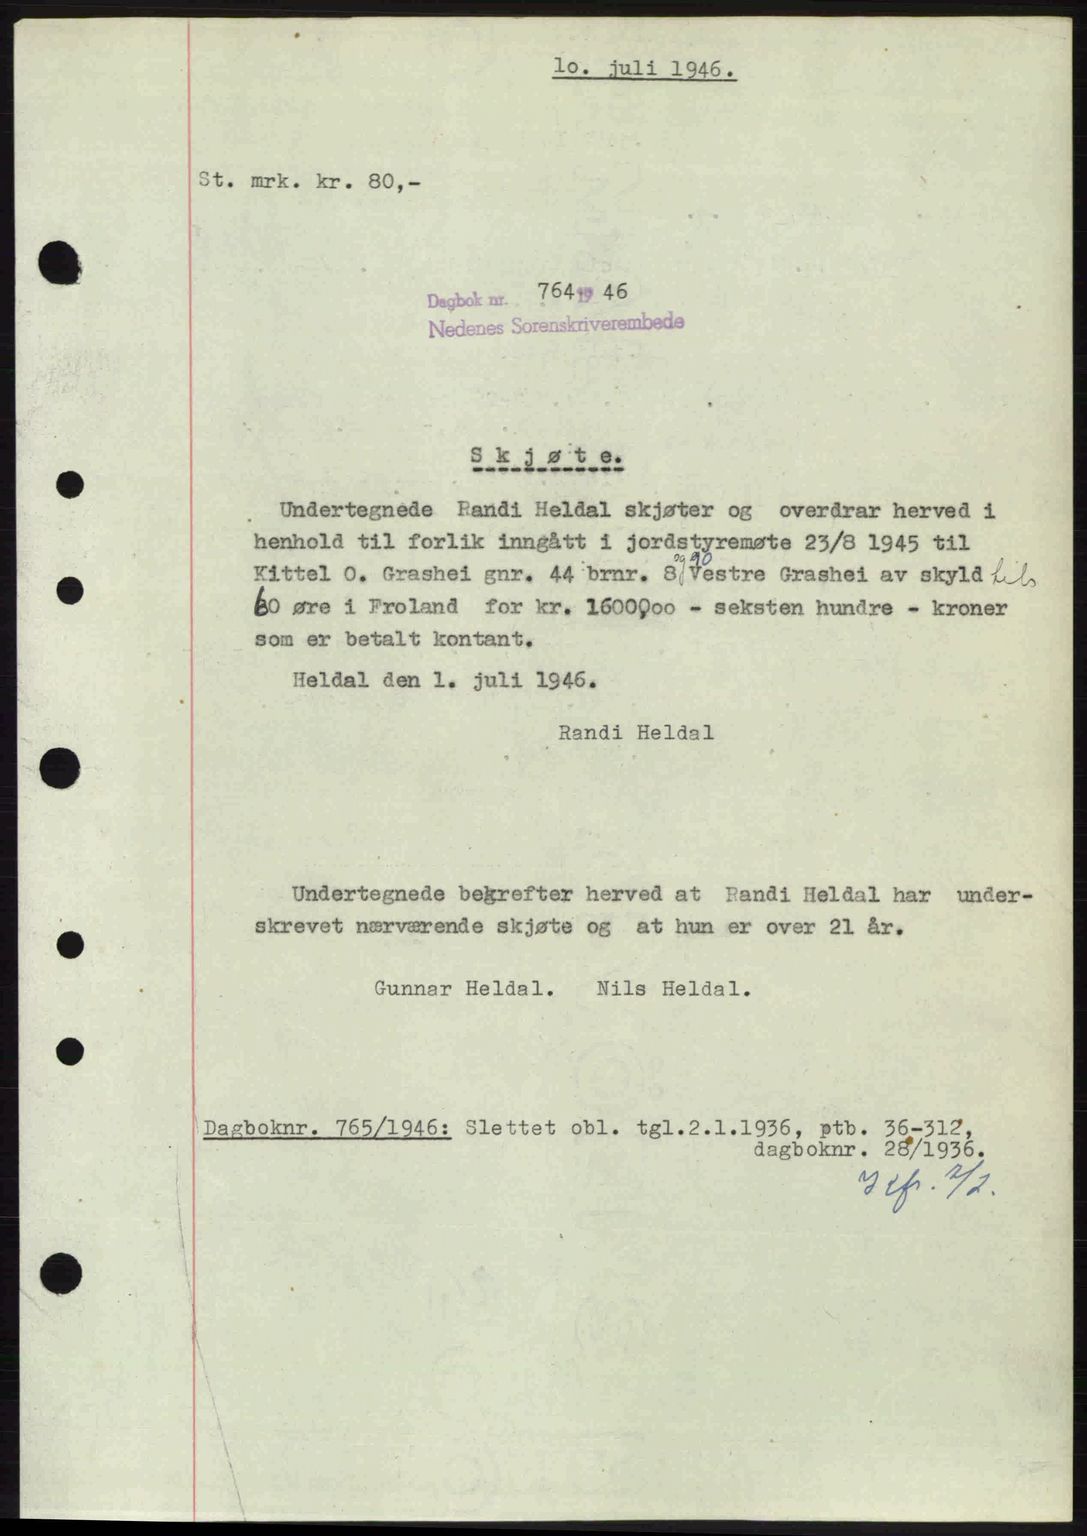 lo. juli 1946.
St. mrk. kr. 80,-
Dagbok nr. 764 19 46
Nedenes Sorenskriverembede
Skjøte.
Undertegnede Randi Heldal skjøter og overdrar herved i
henhold til forlik inngått i jordstyremøte 23/8 1945 til
Kittel O. Grashei gnr. 44 brnr. 8 og 90 Vestre Grashei av skyld tils
60 øre i Froland for kr. 1600,oo - seksten hundre - kroner
som er betalt kontant.
Heldal den 1. juli 1946.
Randi Heldal
Undertegnede bekrefter herved at Randi Heldal har under-
skrevet nærværende skjøte og at hun er over 21 år.
Gunnar Heldal. Nils Heldal.
Dagboknr. 765/1946: Slettet obl. tgl.2.1.1936, ptb. 36-312,
dagboknr. 28/1936.